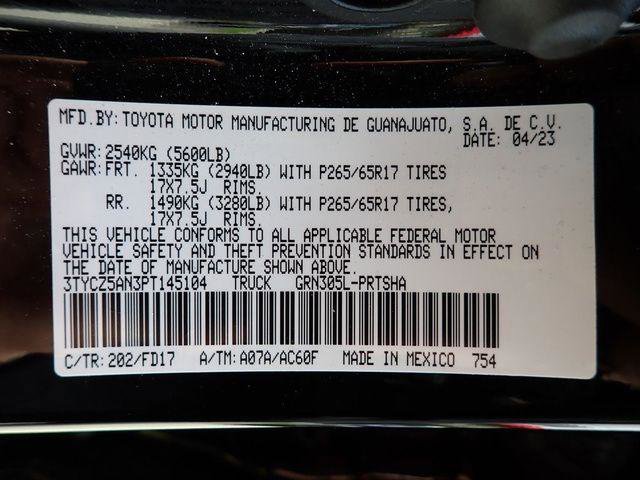 MFD.BY: TOYOTA MOTOR MANUFACTURING DE GUANAJUATO, S.A. DE C.V.
DATE: 04/23
GVWR: 2540KG (5600LB)
GAWR: FRT. 1335KG (2940LB) WITH P265/65R17 TIRES
17X7.5J RIMS.
RR. 1490KG (3280LB) WITH P265/65R17 TIRES,
17X7.5J RIMS.
THIS VEHICLE CONFORMS TO ALL APPLICABLE FEDERAL MOTOR
VEHICLE SAFETY AND THEFT PREVENTION STANDARDS IN EFFECT ON
THE DATE OF MANUFACTURE SHOWN ABOVE.
3TYCZ5AN3PT145104 TRUCK GRN305L-PRTSHA
C/TR: 202/FD17 A/TM: A07A/AC60F MADE IN MEXICO 754